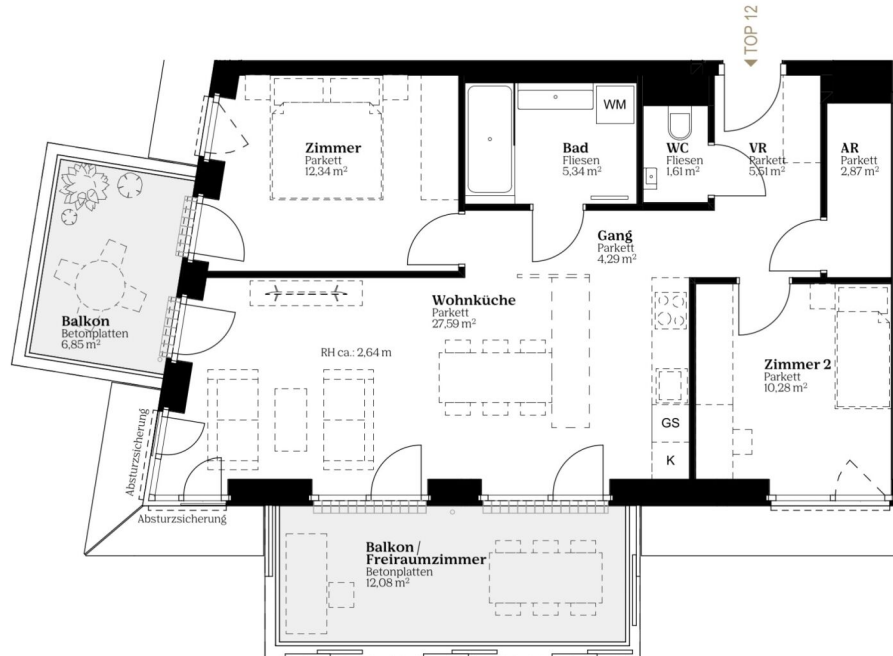 TOP 12
Zimmer
Parkett
12,34 m²
Bad
Fliesen
5,34 m²
WM
WC
Fliesen
1,61 m²
VR
Parkett
5,51 m²
AR
Parkett
2,87 m²
Gang
Parkett
4,29 m²
Balkon
Betonplatten
6,85 m²
Wohnküche
Parkett
27,59 m²
RH ca.: 2,64 m
Zimmer 2
Parkett
10,28 m²
GS
K
Absturzsicherung
Absturzsicherung
Balkon /
Freiraumzimmer
Betonplatten
12,08 m²